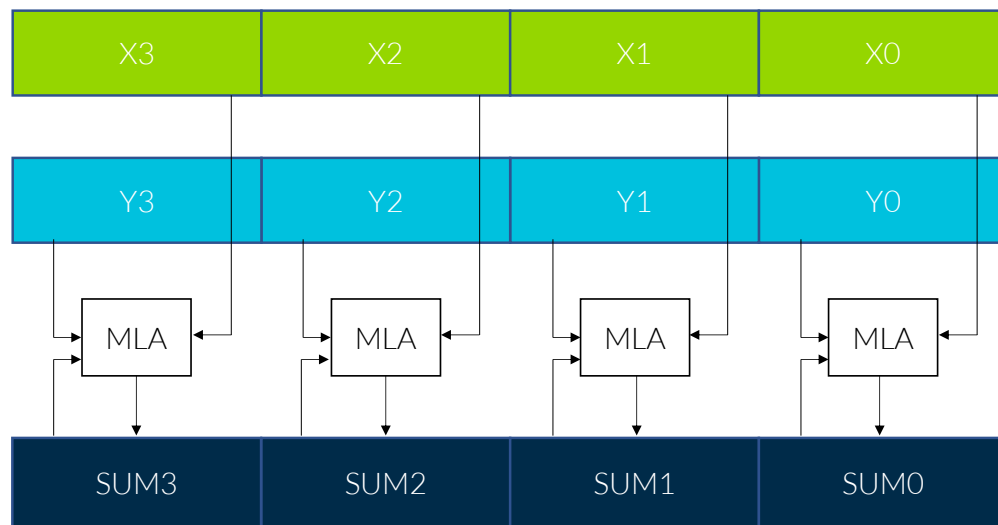 X3 X2 X1 X0
Y3 Y2 Y1 Y0
MLA MLA MLA MLA
SUM3 SUM2 SUM1 SUM0